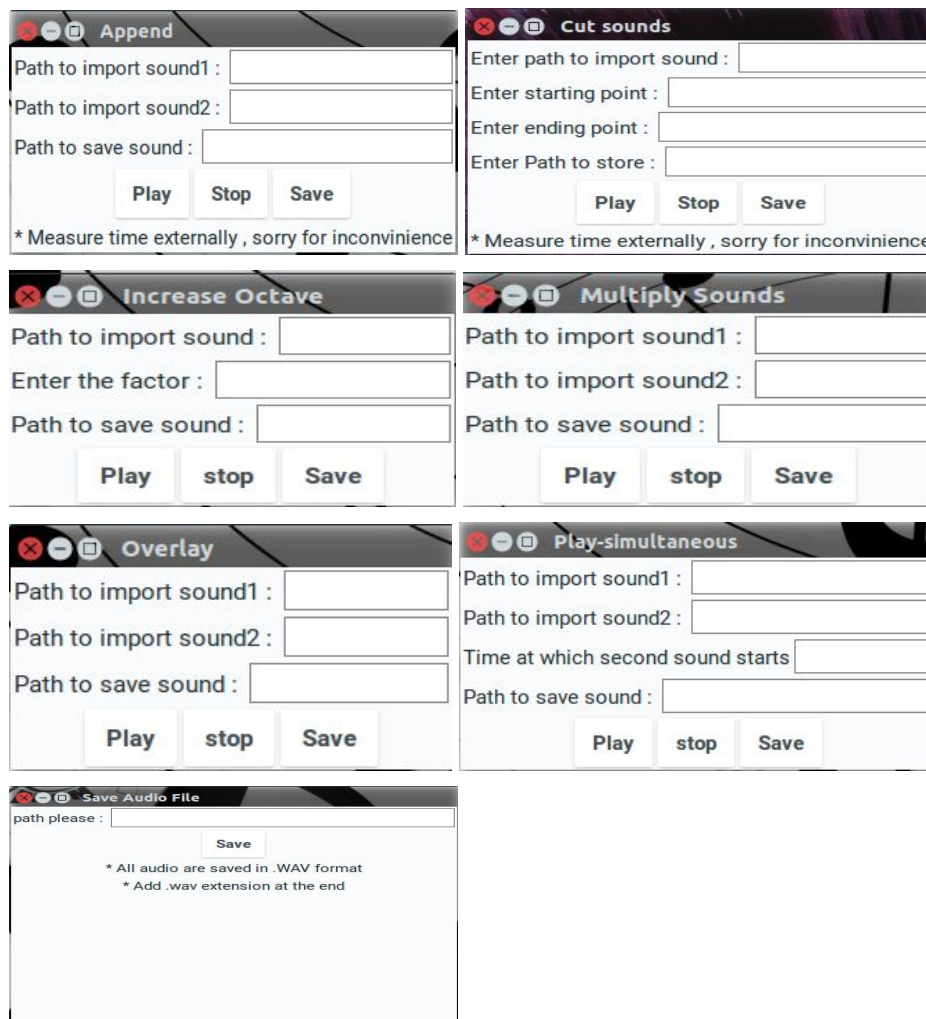 Append
Path to import sound1 :
Path to import sound2 :
Path to save sound :
Play Stop Save
* Measure time externally , sorry for inconvinience
Cut sounds
Enter path to import sound :
Enter starting point :
Enter ending point :
Enter Path to store :
Play Stop Save
* Measure time externally , sorry for inconvinience
Increase Octave
Path to import sound :
Enter the factor :
Path to save sound :
Play stop Save
Multiply Sounds
Path to import sound1 :
Path to import sound2 :
Path to save sound :
Play stop Save
Overlay
Path to import sound1 :
Path to import sound2 :
Path to save sound :
Play stop Save
Play-simultaneous
Path to import sound1 :
Path to import sound2 :
Time at which second sound starts
Path to save sound :
Play stop Save
Save Audio File
path please :
Save
* All audio are saved in .WAV format
* Add .wav extension at the end